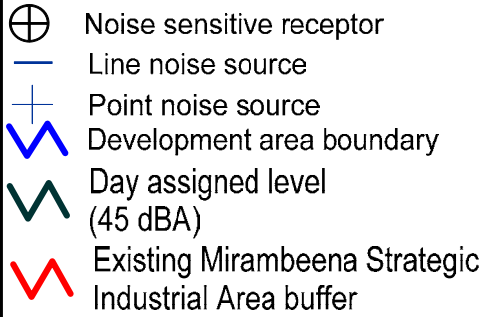 Noise sensitive receptor
Line noise source
Point noise source
Development area boundary
Day assigned level
(45 dBA)
Existing Mirambeena Strategic
Industrial Area buffer